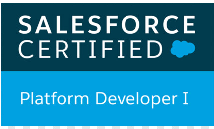 SALESFORCE
CERTIFIED
Platform Developer I